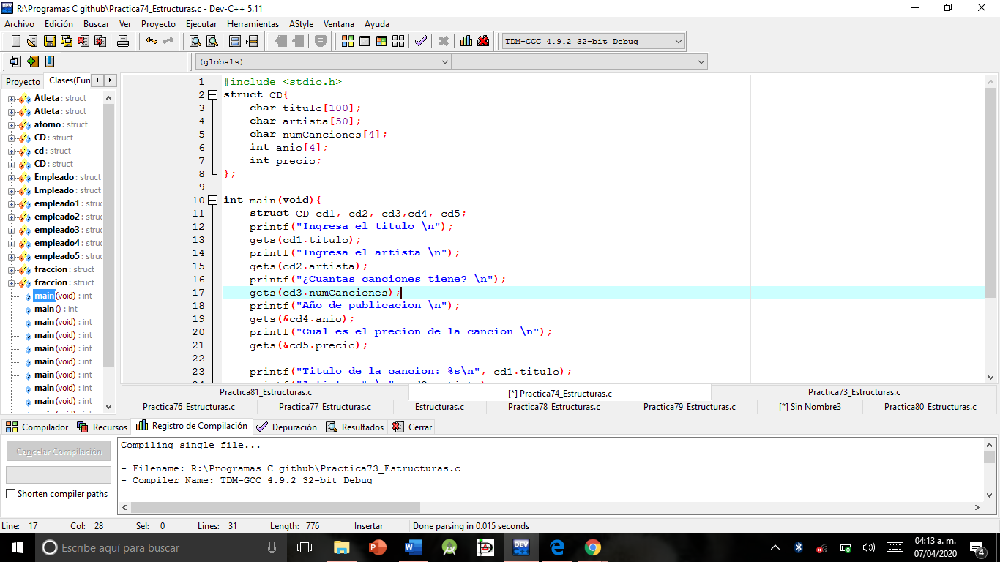 R:\Programas C github\Practica74_Estructuras.c - Dev-C++ 5.11
Archivo Edición Buscar Ver Proyecto Ejecutar Herramientas AStyle Ventana Ayuda
TDM-GCC 4.9.2 32-bit Debug
(globals)
Proyecto Clases(Fun
Atleta : struct
Atleta : struct
atomo : struct
CD : struct
cd : struct
CD : struct
Empleado : struct
Empleado : struct
empleado1 : struc
empleado2 : struc
empleado3 : struc
empleado4 : struc
empleado5 : struc
fraccion : struct
fraccion : struct
main (void) : int
main () : int
main (void) : int
main (void) : int
main (void) : int
main (void) : int
main (void) : int
main (void) : int
main (void) : int
1 #include <stdio.h>
2 struct CD{
3 char titulo[100];
4 char artista[50];
5 char numCanciones[4];
6 int anio[4];
7 int precio;
8 };
9
10 int main(void){
11 struct CD cd1, cd2, cd3,cd4, cd5;
12 printf("Ingresa el titulo \n");
13 gets(cd1.titulo);
14 printf("Ingresa el artista \n");
15 gets(cd2.artista);
16 printf("¿Cuantas canciones tiene? \n");
17 gets(cd3.numCanciones);
18 printf("Año de publicacion \n");
19 gets(&cd4.anio);
20 printf("Cual es el precion de la cancion \n");
21 gets(&cd5.precio);
22
23 printf("Titulo de la cancion: %s\n", cd1.titulo);
Practica81_Estructuras.c [*] Practica74_Estructuras.c Practica73_Estructuras.c
Practica76_Estructuras.c Practica77_Estructuras.c Estructuras.c Practica78_Estructuras.c Practica79_Estructuras.c [*] Sin Nombre3 Practica80_Estructuras.c
Compilador Recursos Registro de Compilación Depuración Resultados Cerrar
Cancelar Compilación
Shorten compiler paths
Compiling single file...
--------
- Filename: R:\Programas C github\Practica73_Estructuras.c
- Compiler Name: TDM-GCC 4.9.2 32-bit Debug
Line: 17 Col: 28 Sel: 0 Lines: 31 Length: 776 Insertar Done parsing in 0.015 seconds
Escribe aquí para buscar
DEV
04:13 a. m.
07/04/2020
4